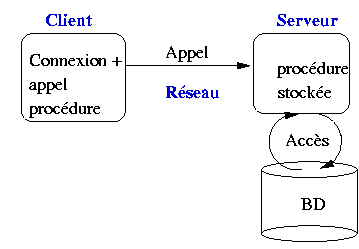 Client
Serveur
Connexion +
appel
procédure
Appel
Réseau
procédure
stockée
Accès
BD